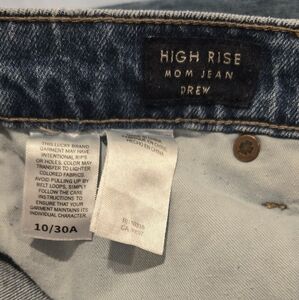 HIGH RISE
MOM JEAN
DREW
THIS LUCKY BRAND
GARMENT MAY HAVE
INTENTIONAL RIPS
OR HOLES, COLOR MAY
TRANSFER TO LIGHTER
COLORED FABRICS.
AVOID PULLING UP BY
BELT LOOPS, SIMPLY
FOLLOW THE CARE
INSTRUCTIONS TO
ENSURE THAT YOUR
GARMENT MAINTAINS ITS
INDIVIDUAL CHARACTER.
10/30A